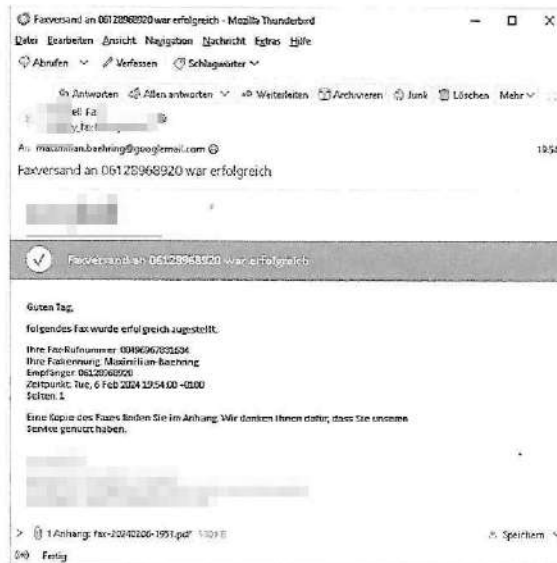 Faxversand an 06128968920 war erfolgreich - Mozilla Thunderbird
Datei Bearbeiten Ansicht Navigation Nachricht Extras Hilfe
Abrufen Verfassen Schlagwörter
Antworten Allen antworten Weiterleiten Archivieren Junk Löschen Mehr
An: maximilian.baehring@googlemail.com 19:54
Faxversand an 06128968920 war erfolgreich
Faxversand an 06128968920 war erfolgreich
Guten Tag,
folgendes Fax wurde erfolgreich zugestellt.
Ihre Fax-Rufnummer:
Ihre Faxkennung: Maximilian-Baehring
Empfänger: 06128968920
Zeitpunkt: Tue, 6 Feb 2024 19:54:00 +0100
Seiten: 1
Eine Kopie des Faxes finden Sie im Anhang. Wir danken Ihnen dafür, dass Sie unseren
Service genutzt haben.
1 Anhang: fax-20240206-1953.pdf Speichern
Fertig